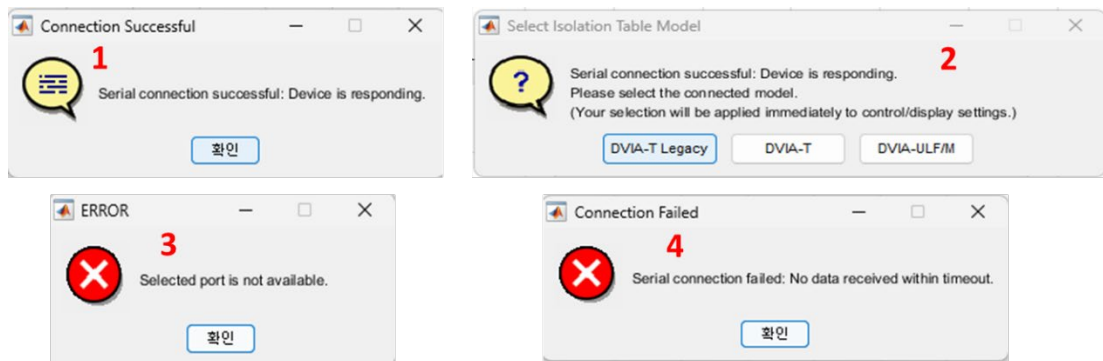 Connection Successful
1
Serial connection successful: Device is responding.
확인
Select Isolation Table Model
2
?
Serial connection successful: Device is responding.
Please select the connected model.
(Your selection will be applied immediately to control/display settings.)
DVIA-T Legacy DVIA-T DVIA-ULF/M
ERROR
3
Selected port is not available.
확인
Connection Failed
4
Serial connection failed: No data received within timeout.
확인